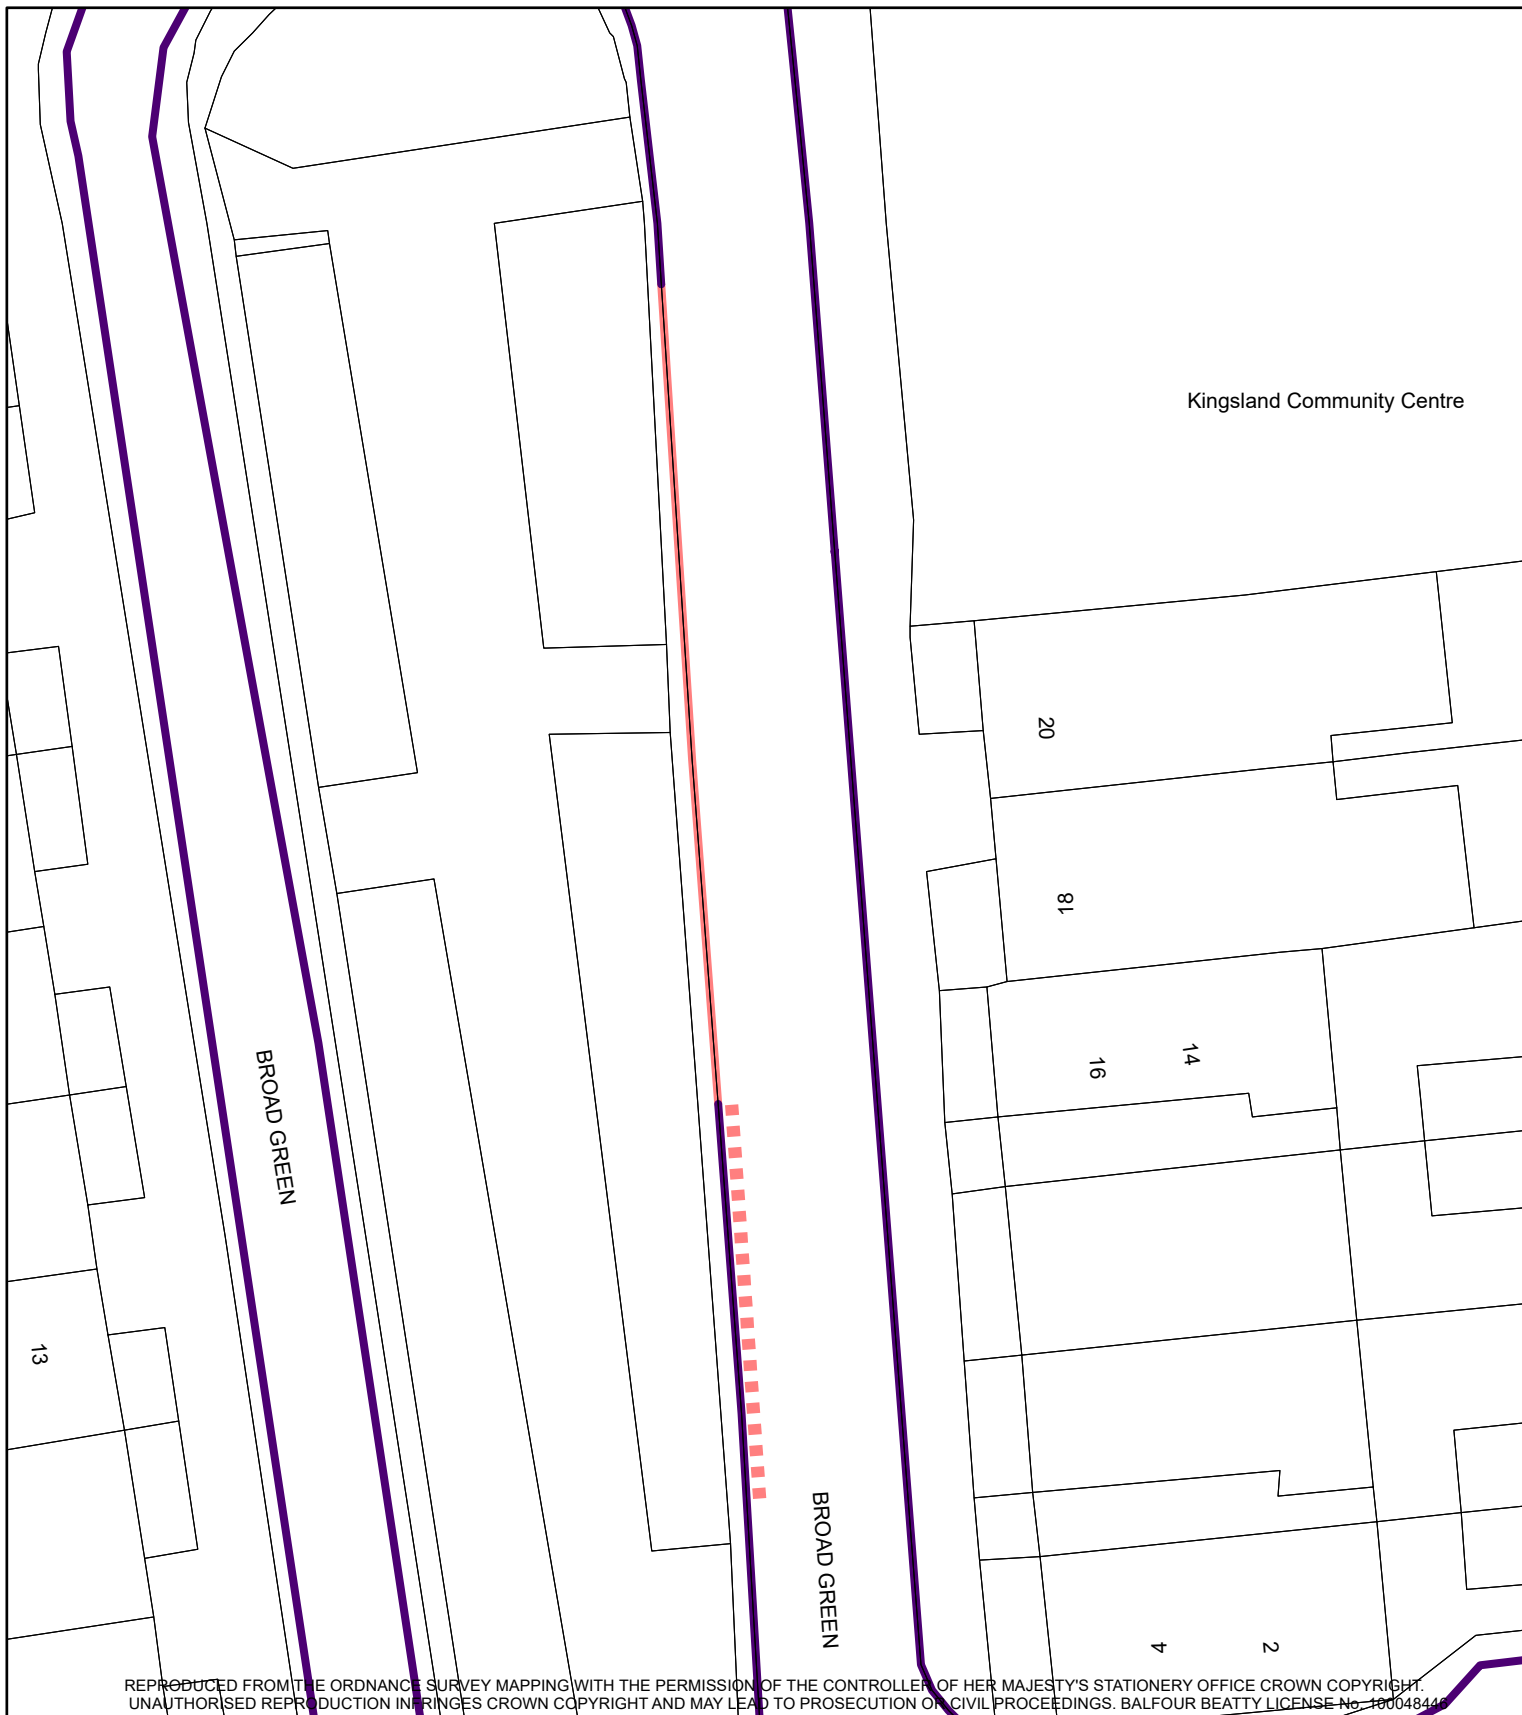 Kingsland Community Centre
20
18
14
16
BROAD GREEN
13
BROAD GREEN
4
2
REPRODUCED FROM THE ORDNANCE SURVEY MAPPING WITH THE PERMISSION OF THE CONTROLLER OF HER MAJESTY'S STATIONERY OFFICE CROWN COPYRIGHT.
UNAUTHORISED REPRODUCTION INFRINGES CROWN COPYRIGHT AND MAY LEAD TO PROSECUTION OR CIVIL PROCEEDINGS. BALFOUR BEATTY LICENSE No. 100048446